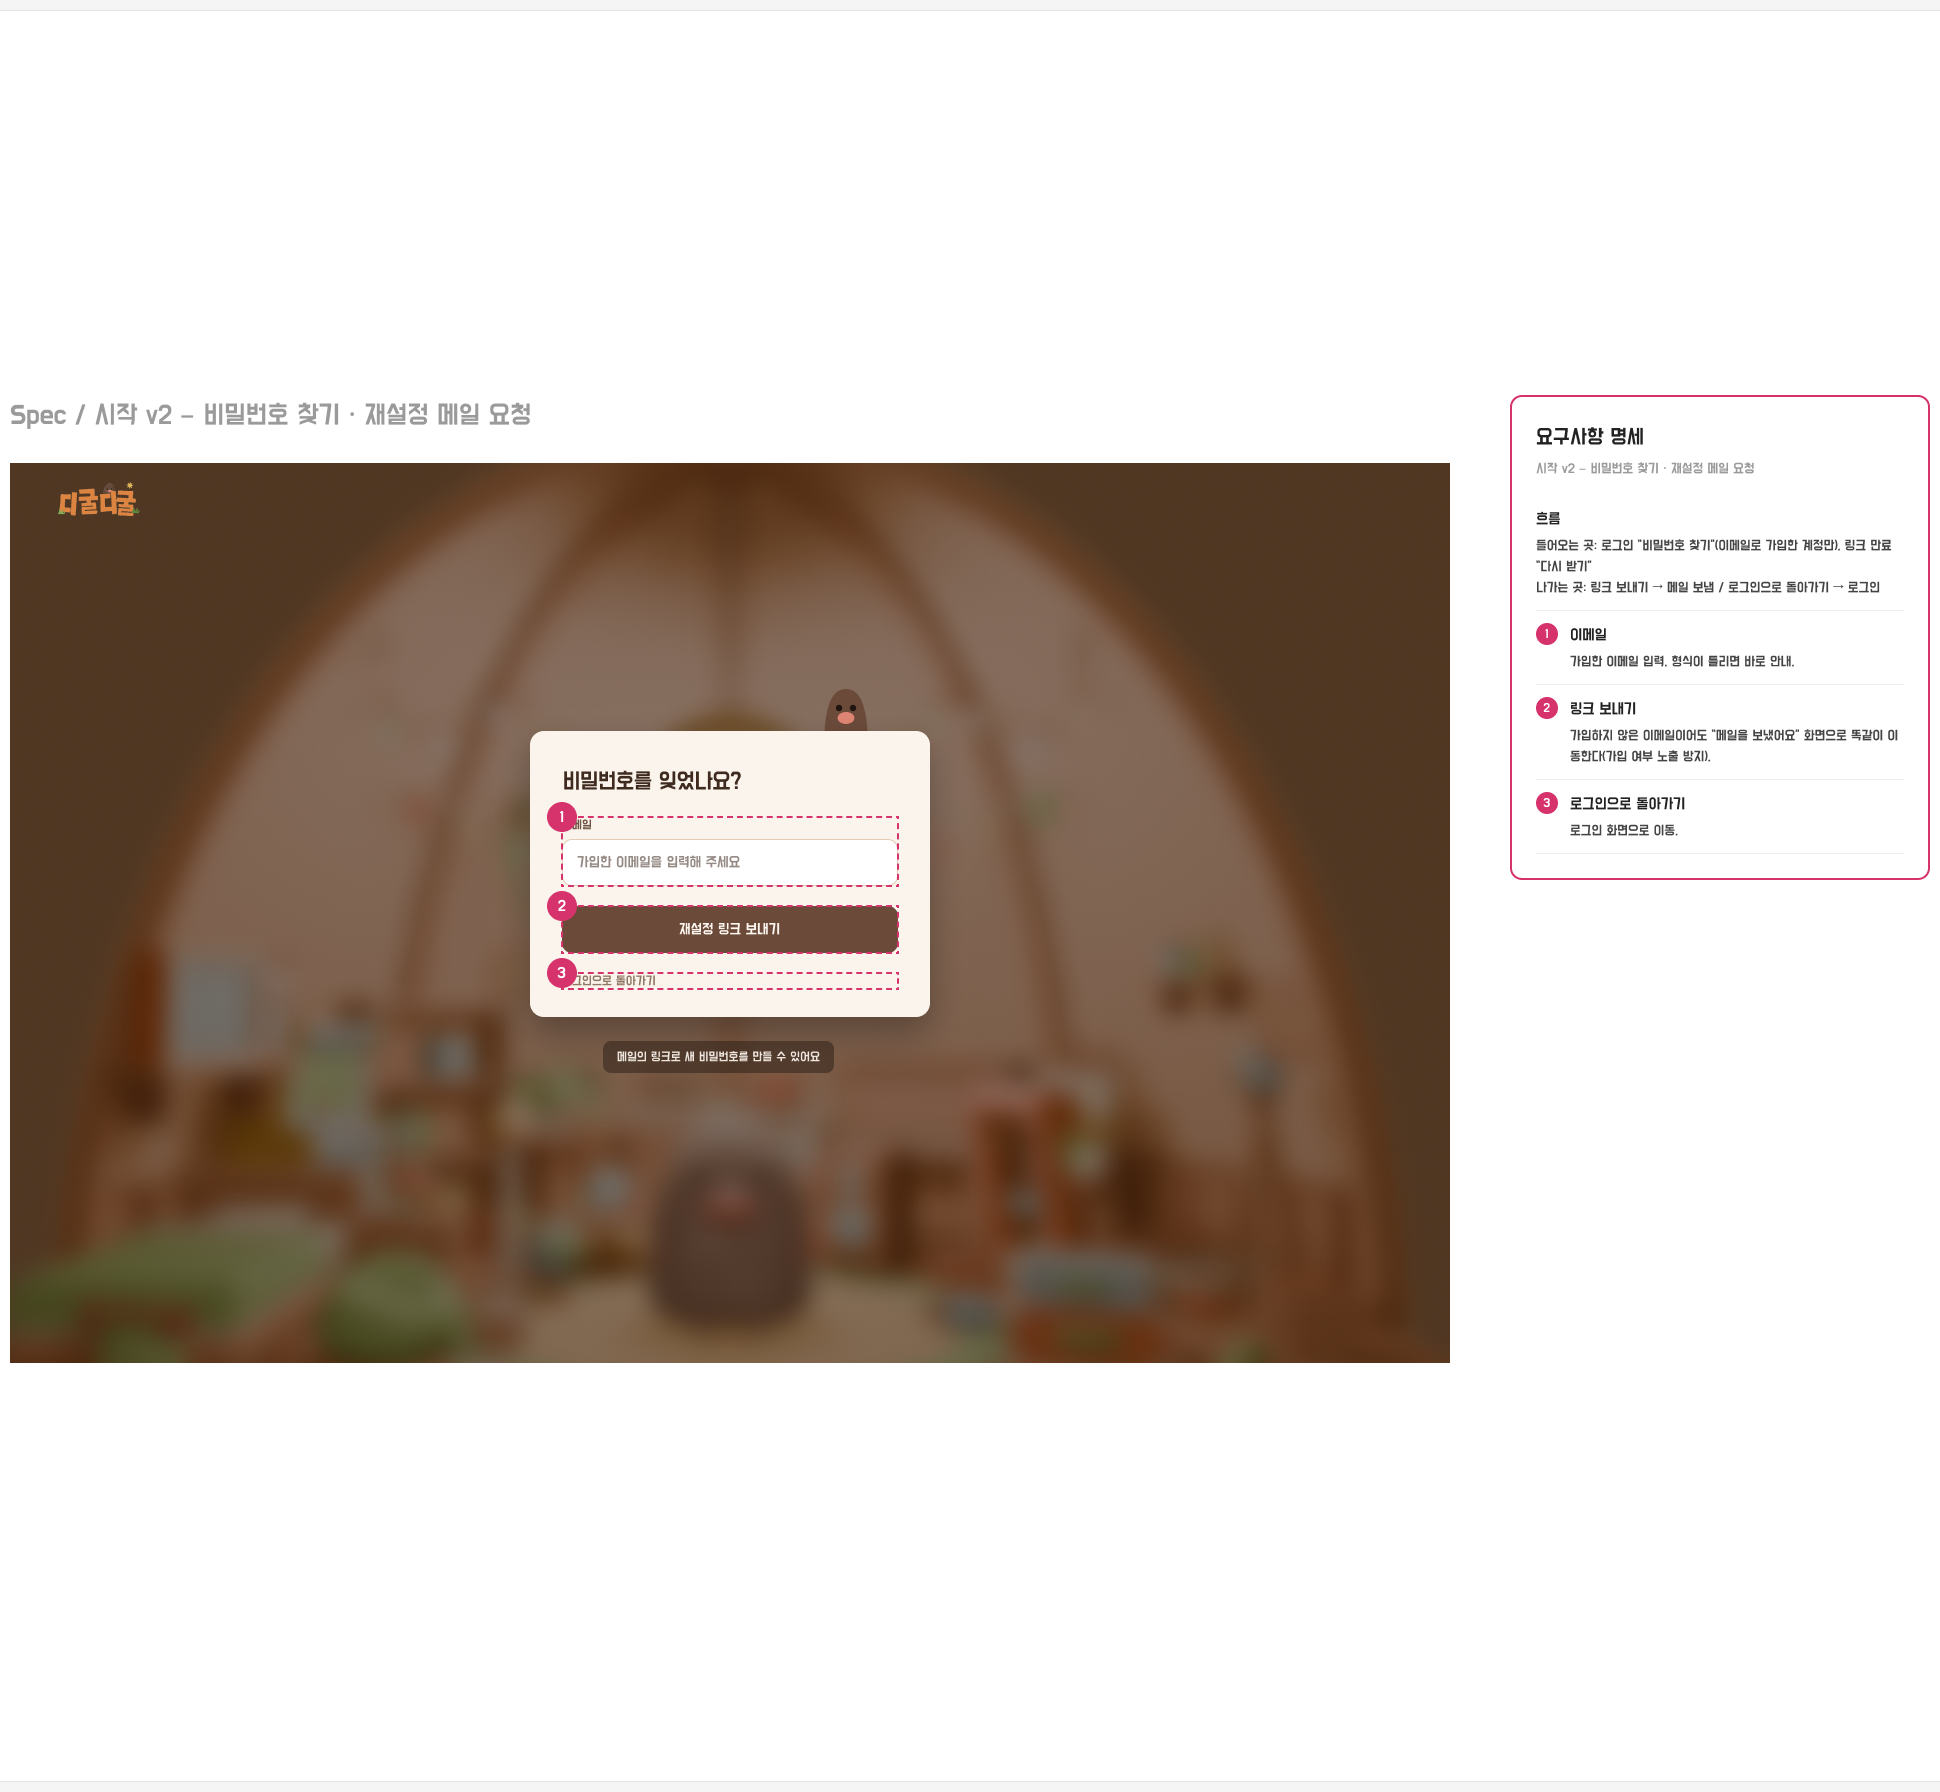 Spec / 시작 v2 – 비밀번호 찾기 · 재설정 메일 요청
디굴디굴
비밀번호를 잊었나요?
1
메일
가입한 이메일을 입력해 주세요
2
재설정 링크 보내기
3
그인으로 돌아가기
메일의 링크로 새 비밀번호를 만들 수 있어요
요구사항 명세
시작 v2 – 비밀번호 찾기 · 재설정 메일 요청
흐름
들어오는 곳: 로그인 "비밀번호 찾기"(이메일로 가입한 계정만), 링크 만료
"다시 받기"
나가는 곳: 링크 보내기 → 메일 보냄 / 로그인으로 돌아가기 → 로그인
1 이메일
가입한 이메일 입력. 형식이 틀리면 바로 안내.
2 링크 보내기
가입하지 않은 이메일이어도 "메일을 보냈어요" 화면으로 똑같이 이
동한다(가입 여부 노출 방지).
3 로그인으로 돌아가기
로그인 화면으로 이동.